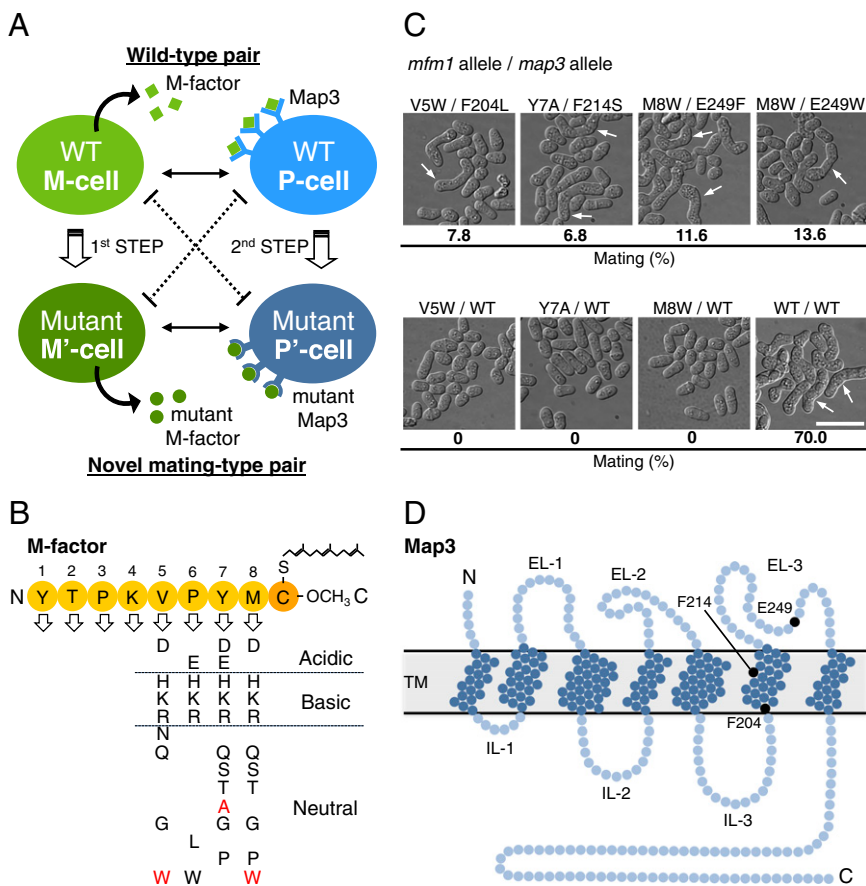 A
Wild-type pair
M-factor
Map3
WT
M-cell
WT
P-cell
1st STEP
2nd STEP
Mutant
M’-cell
Mutant
P’-cell
mutant
M-factor
mutant
Map3
Novel mating-type pair
B
M-factor
1 2 3 4 5 6 7 8
S
N Y T P K V P Y M C OCH3 C
D D D
E E
Acidic
H H H H
K K K K
R R R R
Basic
N
Q Q Q
S S
T T
A
Neutral
G G G
L
P P
W W W
C
mfm1 allele / map3 allele
V5W / F204L Y7A / F214S M8W / E249F M8W / E249W
7.8 6.8 11.6 13.6
Mating (%)
V5W / WT Y7A / WT M8W / WT WT / WT
0 0 0 70.0
Mating (%)
D
Map3
N
EL-1
EL-2
EL-3
F214
E249
TM
F204
IL-1
IL-2
IL-3
C